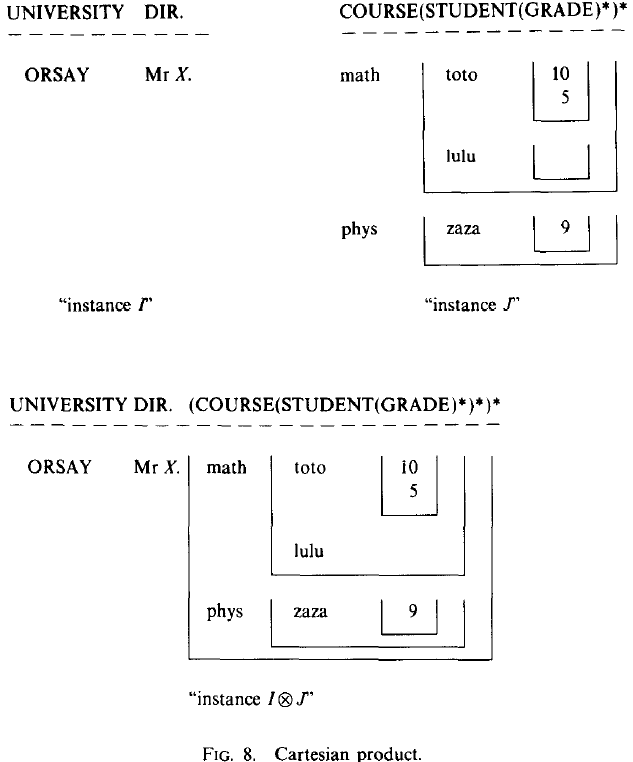 UNIVERSITY DIR. COURSE(STUDENT(GRADE)*)*
ORSAY Mr X. math toto 10
5
lulu
phys zaza 9
“instance I” “instance J”
UNIVERSITY DIR. (COURSE(STUDENT(GRADE)*)*)*
ORSAY Mr X. math toto 10
5
lulu
phys zaza 9
“instance I⊗J”
FIG. 8. Cartesian product.